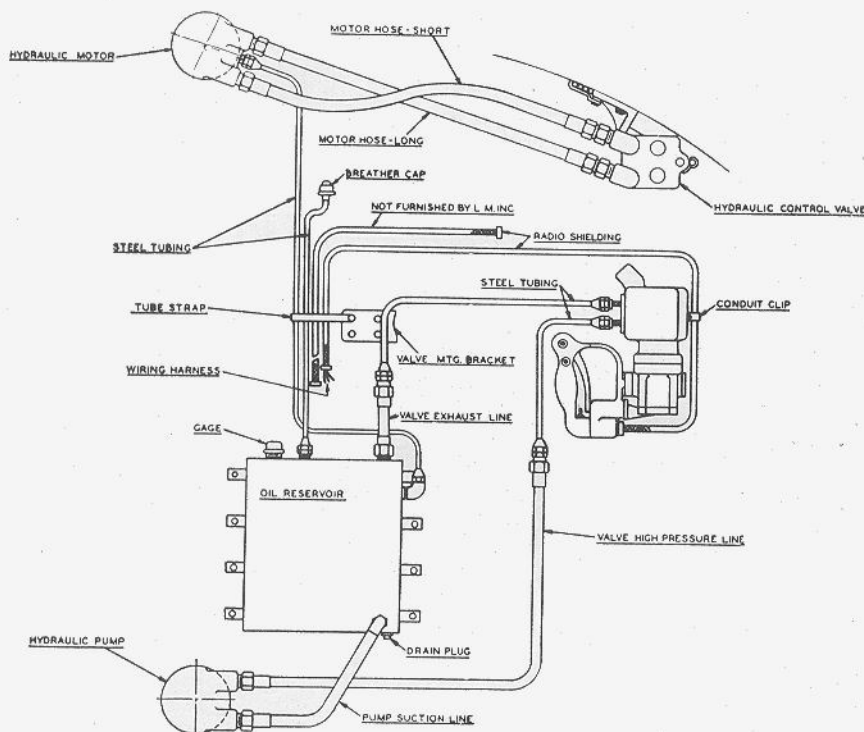 MOTOR HOSE-SHORT
HYDRAULIC MOTOR
MOTOR HOSE-LONG
BREATHER CAP
HYDRAULIC CONTROL VALVE
NOT FURNISHED BY L.M. INC
RADIO SHIELDING
STEEL TUBING
STEEL TUBING
TUBE STRAP
CONDUIT CLIP
VALVE MTG. BRACKET
WIRING HARNESS
VALVE EXHAUST LINE
GAGE
OIL RESERVOIR
VALVE HIGH PRESSURE LINE
HYDRAULIC PUMP
DRAIN PLUG
PUMP SUCTION LINE